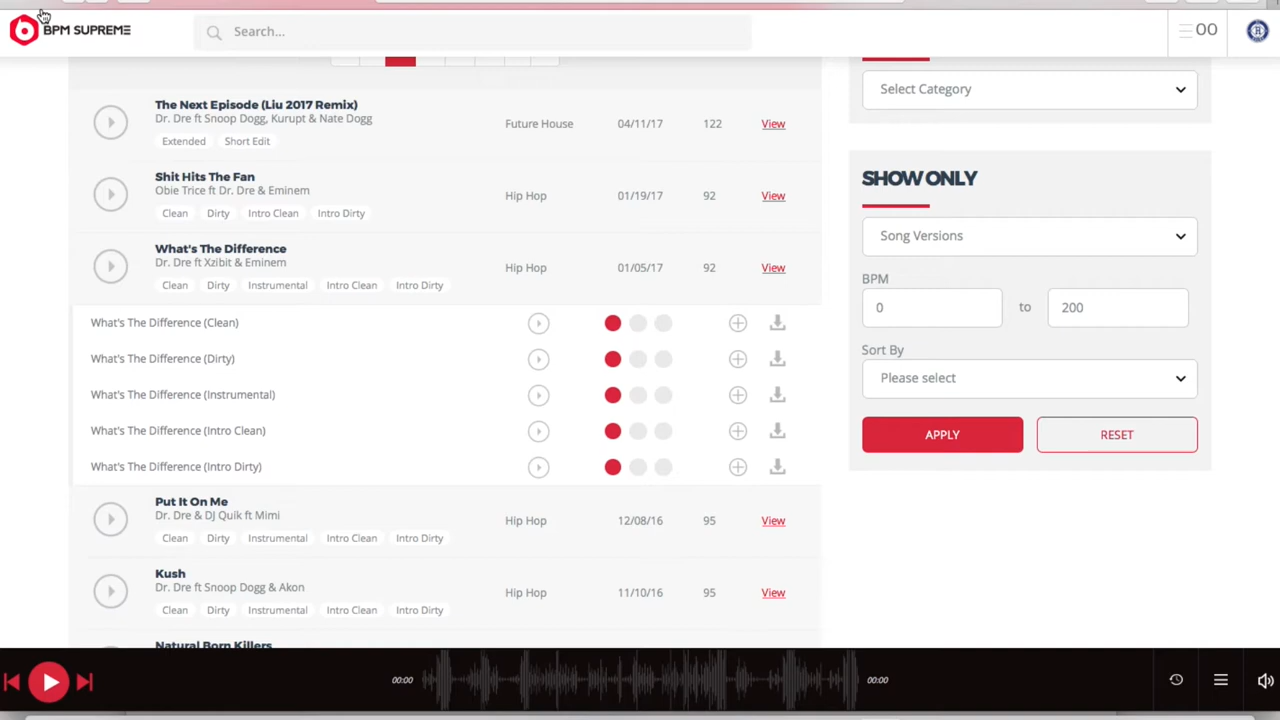 BPM SUPREME
Search...
00
The Next Episode (Liu 2017 Remix)
Dr. Dre ft Snoop Dogg, Kurupt & Nate Dogg
Future House
04/11/17
122
View
Extended
Short Edit
Shit Hits The Fan
Obie Trice ft Dr. Dre & Eminem
Hip Hop
01/19/17
92
View
Clean
Dirty
Intro Clean
Intro Dirty
What's The Difference
Dr. Dre ft Xzibit & Eminem
Hip Hop
01/05/17
92
View
Clean
Dirty
Instrumental
Intro Clean
Intro Dirty
What's The Difference (Clean)
What's The Difference (Dirty)
What's The Difference (Instrumental)
What's The Difference (Intro Clean)
What's The Difference (Intro Dirty)
Put It On Me
Dr. Dre & DJ Quik ft Mimi
Hip Hop
12/08/16
95
View
Clean
Dirty
Instrumental
Intro Clean
Intro Dirty
Kush
Dr. Dre ft Snoop Dogg & Akon
Hip Hop
11/10/16
95
View
Clean
Dirty
Instrumental
Intro Clean
Intro Dirty
Natural Born Killers
Select Category
SHOW ONLY
Song Versions
BPM
0
to
200
Sort By
Please select
APPLY
RESET
00:00
00:00